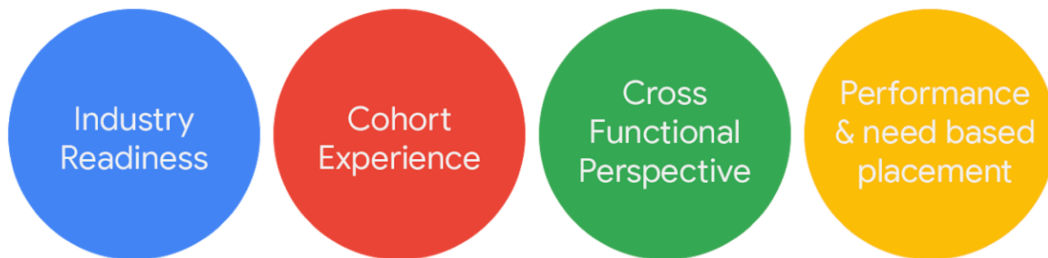 Industry
Readiness
Cohort
Experience
Cross
Functional
Perspective
Performance
& need based
placement